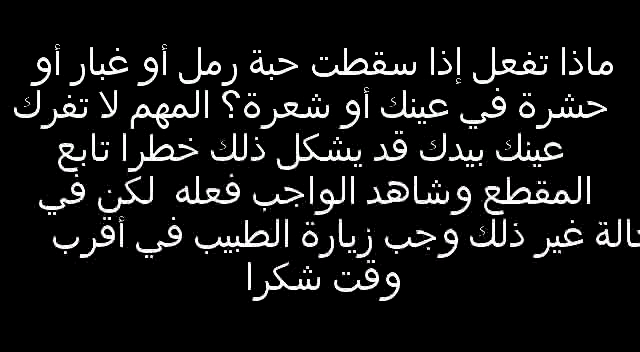 ماذا تفعل إذا سقطت حبة رمل أو غبار أو
حشرة في عينك أو شعرة؟ المهم لا تفرك
عينك بيدك قد يشكل ذلك خطرا تابع
المقطع وشاهد الواجب فعله لكن في
حالة غير ذلك وجب زيارة الطبيب في أقرب
وقت شكرا